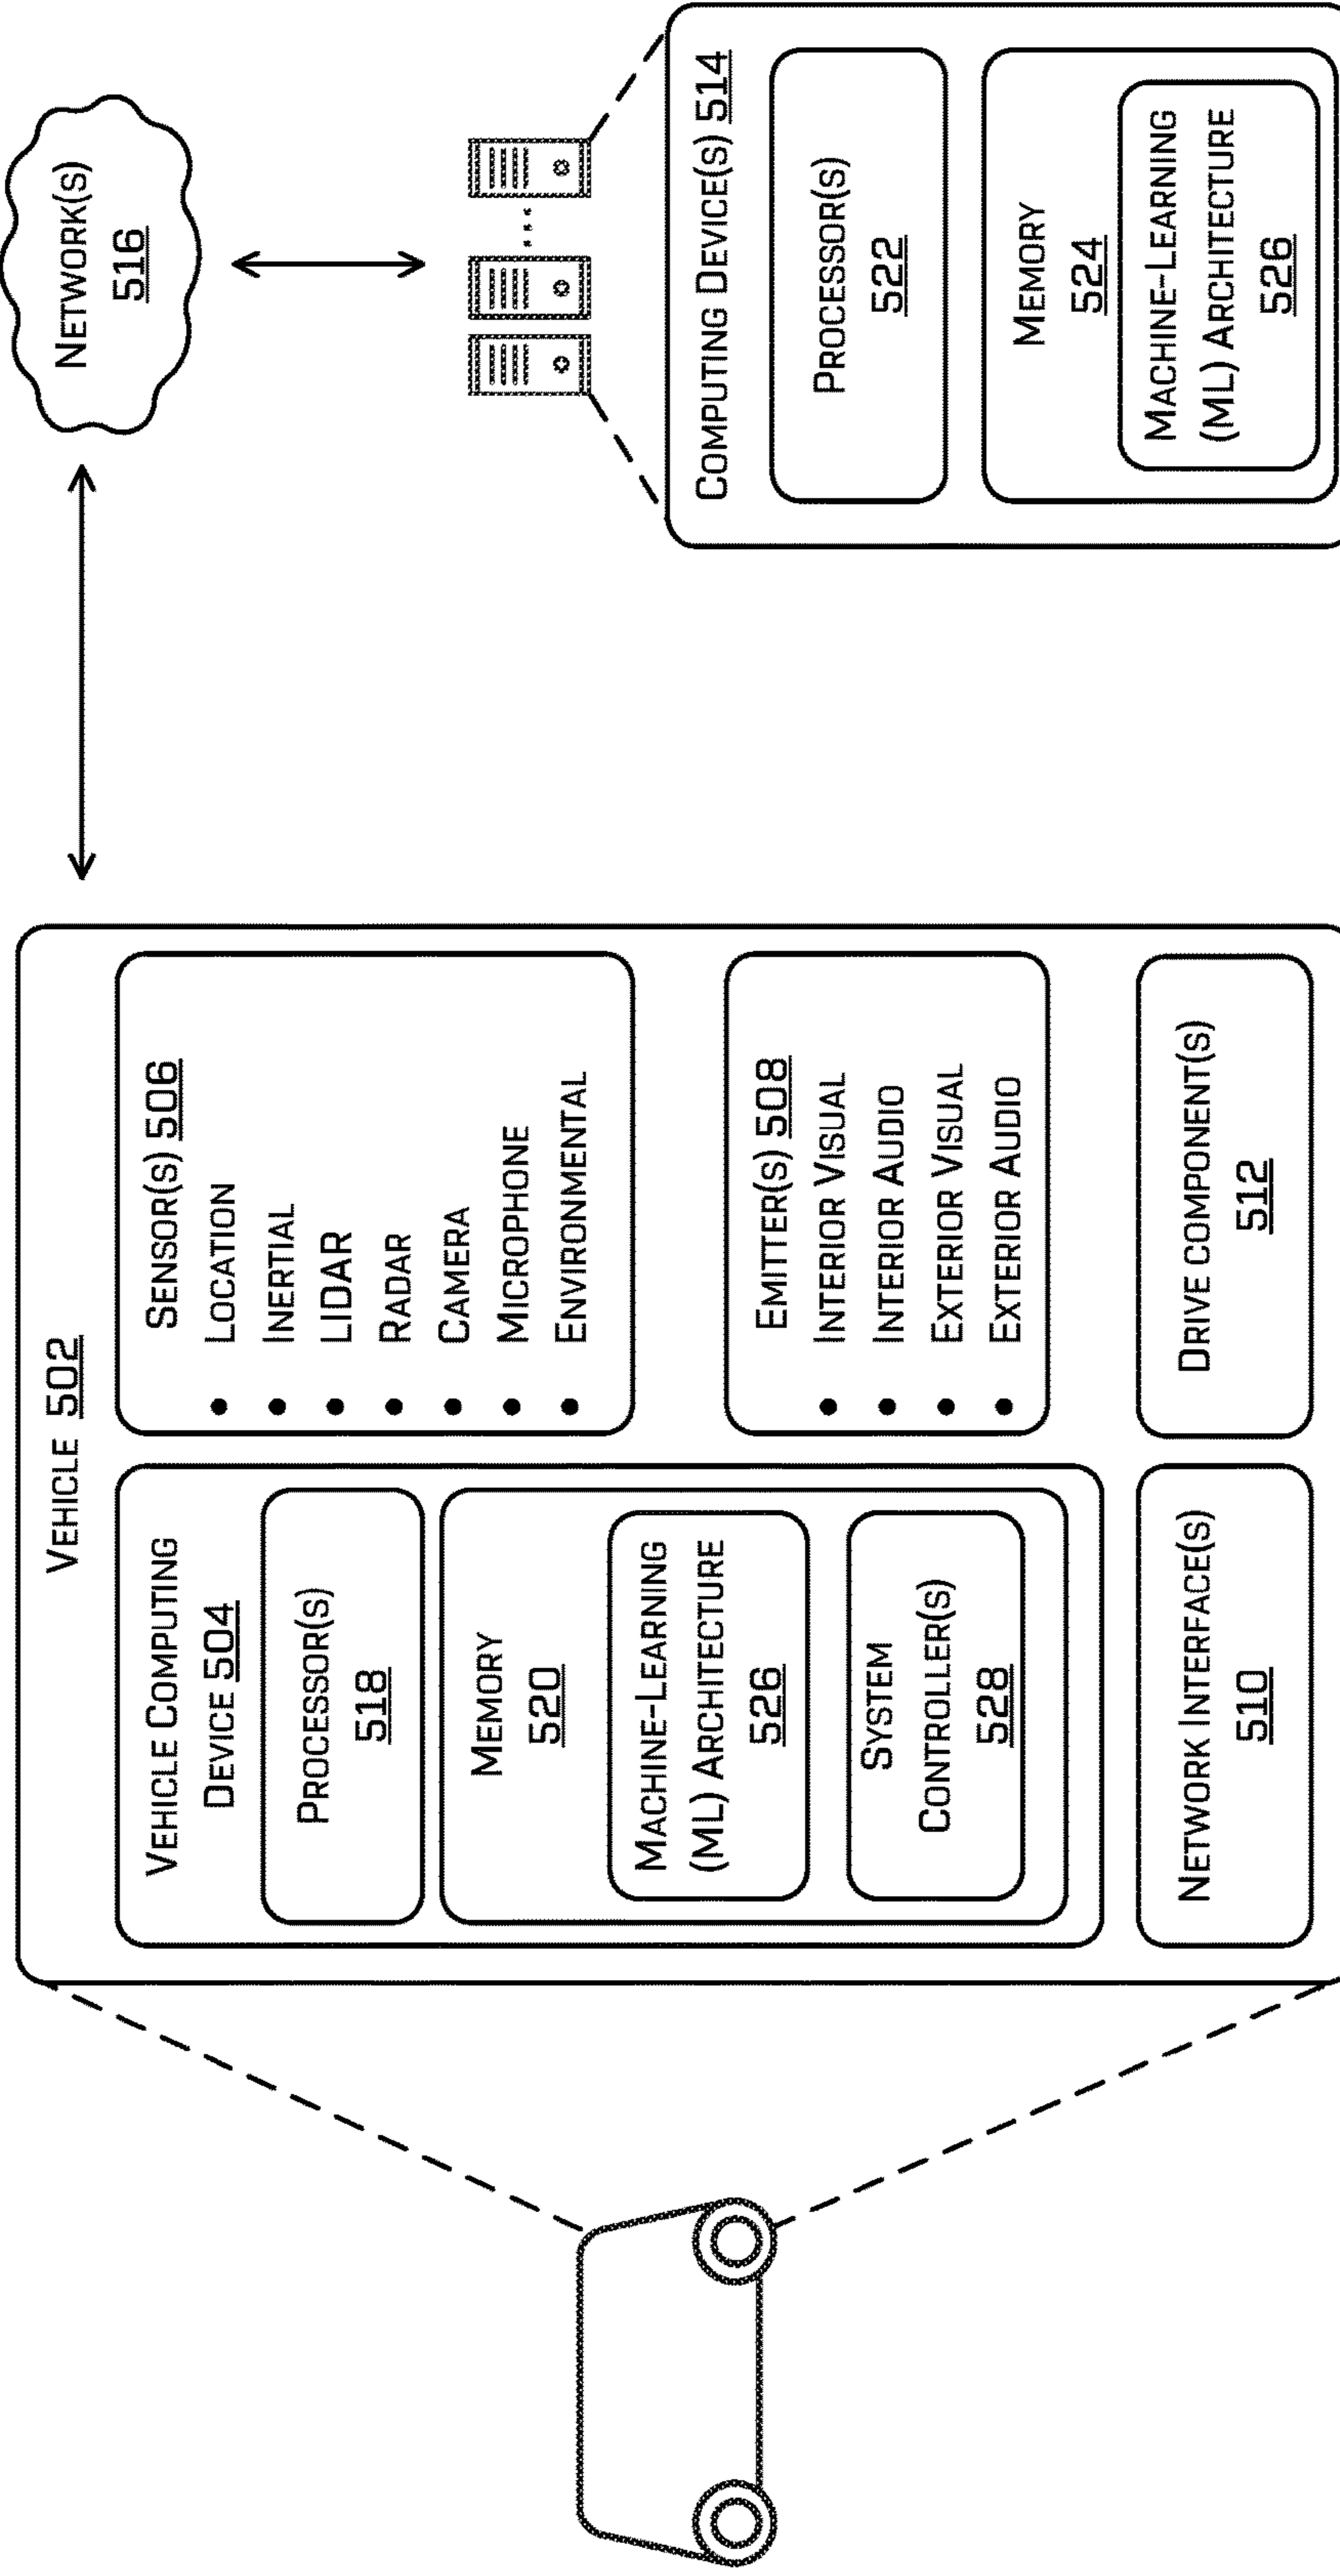 VEHICLE 502
VEHICLE COMPUTING
DEVICE 504
PROCESSOR(S)
518
MEMORY
520
MACHINE-LEARNING
(ML) ARCHITECTURE
526
SYSTEM
CONTROLLER(S)
528
NETWORK INTERFACE(S)
510
SENSOR(S) 506
• LOCATION
• INERTIAL
• LIDAR
• RADAR
• CAMERA
• MICROPHONE
• ENVIRONMENTAL
EMITTER(S) 508
• INTERIOR VISUAL
• INTERIOR AUDIO
• EXTERIOR VISUAL
• EXTERIOR AUDIO
DRIVE COMPONENT(S)
512
NETWORK(S)
516
COMPUTING DEVICE(S) 514
PROCESSOR(S)
522
MEMORY
524
MACHINE-LEARNING
(ML) ARCHITECTURE
526